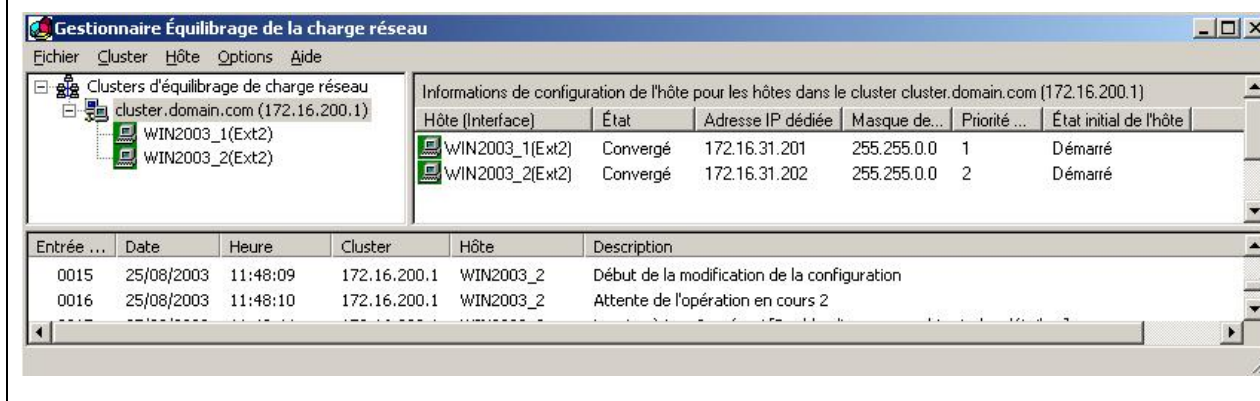 Gestionnaire Équilibrage de la charge réseau
Fichier Cluster Hôte Options Aide
Clusters d'équilibrage de charge réseau
cluster.domain.com (172.16.200.1)
WIN2003_1(Ext2)
WIN2003_2(Ext2)
Informations de configuration de l'hôte pour les hôtes dans le cluster cluster.domain.com (172.16.200.1)
Hôte (Interface) État Adresse IP dédiée Masque de... Priorité ... État initial de l'hôte
WIN2003_1(Ext2) Convergé 172.16.31.201 255.255.0.0 1 Démarré
WIN2003_2(Ext2) Convergé 172.16.31.202 255.255.0.0 2 Démarré
Entrée ... Date Heure Cluster Hôte Description
0015 25/08/2003 11:48:09 172.16.200.1 WIN2003_2 Début de la modification de la configuration
0016 25/08/2003 11:48:10 172.16.200.1 WIN2003_2 Attente de l'opération en cours 2